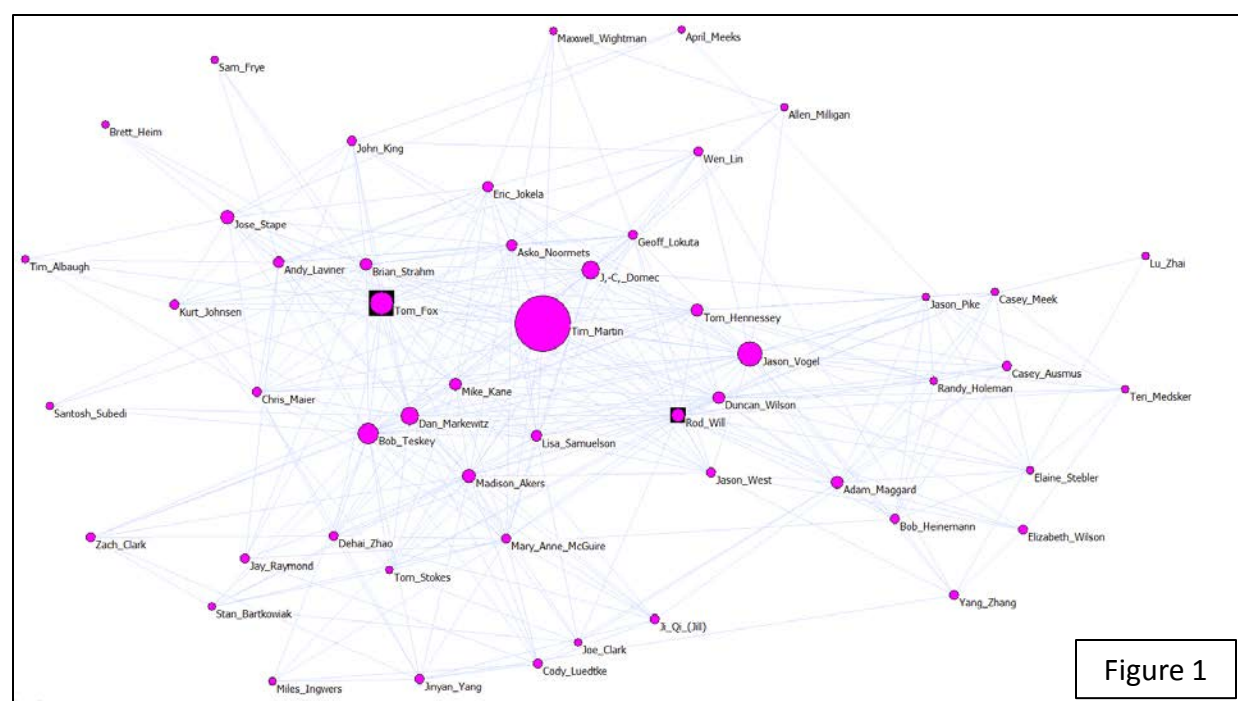 Maxwell_Wightman
April_Meeks
Sam_Frye
Allen_Milligan
Brett_Heim
John_King
Wen_Lin
Eric_Jokela
Jose_Stape
Geoff_Lokuta
Asko_Noormets
Lu_Zhai
Tim_Albaugh
Andy_Laviner
Brian_Strahm
J,-C,_Domec
Jason_Pike
Casey_Meek
Kurt_Johnsen
Tom_Fox
Tom_Hennessey
Tim_Martin
Jason_Vogel
Casey_Ausmus
Randy_Holeman
Mike_Kane
Teri_Medsker
Chris_Maier
Duncan_Wilson
Santosh_Subedi
Dan_Markewitz
Rod_Will
Bob_Teskey
Lisa_Samuelson
Madison_Akers
Jason_West
Elaine_Stebler
Adam_Maggard
Bob_Heinemann
Elizabeth_Wilson
Zach_Clark
Dehai_Zhao
Mary_Anne_McGuire
Jay_Raymond
Tom_Stokes
Yang_Zhang
Stan_Bartkowiak
Ji_Qi_(Jill)
Joe_Clark
Cody_Luedtke
Miles_Ingwers
Jinyan_Yang
Figure 1